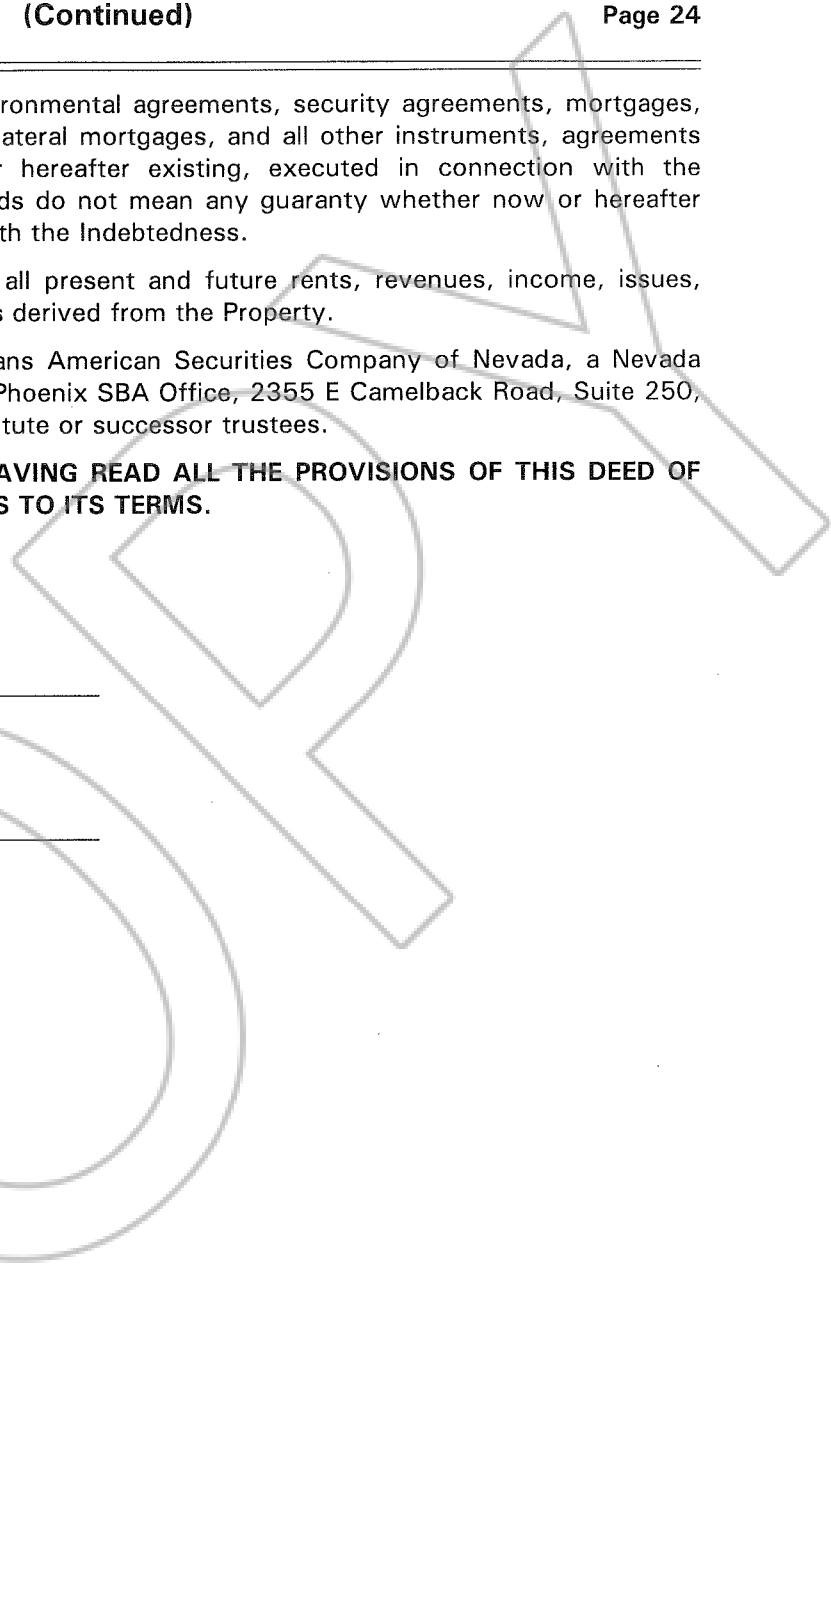 (Continued) Page 24
ronmental agreements, security agreements, mortgages,
ateral mortgages, and all other instruments, agreements
hereafter existing, executed in connection with the
ds do not mean any guaranty whether now or hereafter
th the Indebtedness.
all present and future rents, revenues, income, issues,
s derived from the Property.
ans American Securities Company of Nevada, a Nevada
Phoenix SBA Office, 2355 E Camelback Road, Suite 250,
tute or successor trustees.
AVING READ ALL THE PROVISIONS OF THIS DEED OF
S TO ITS TERMS.
OPY